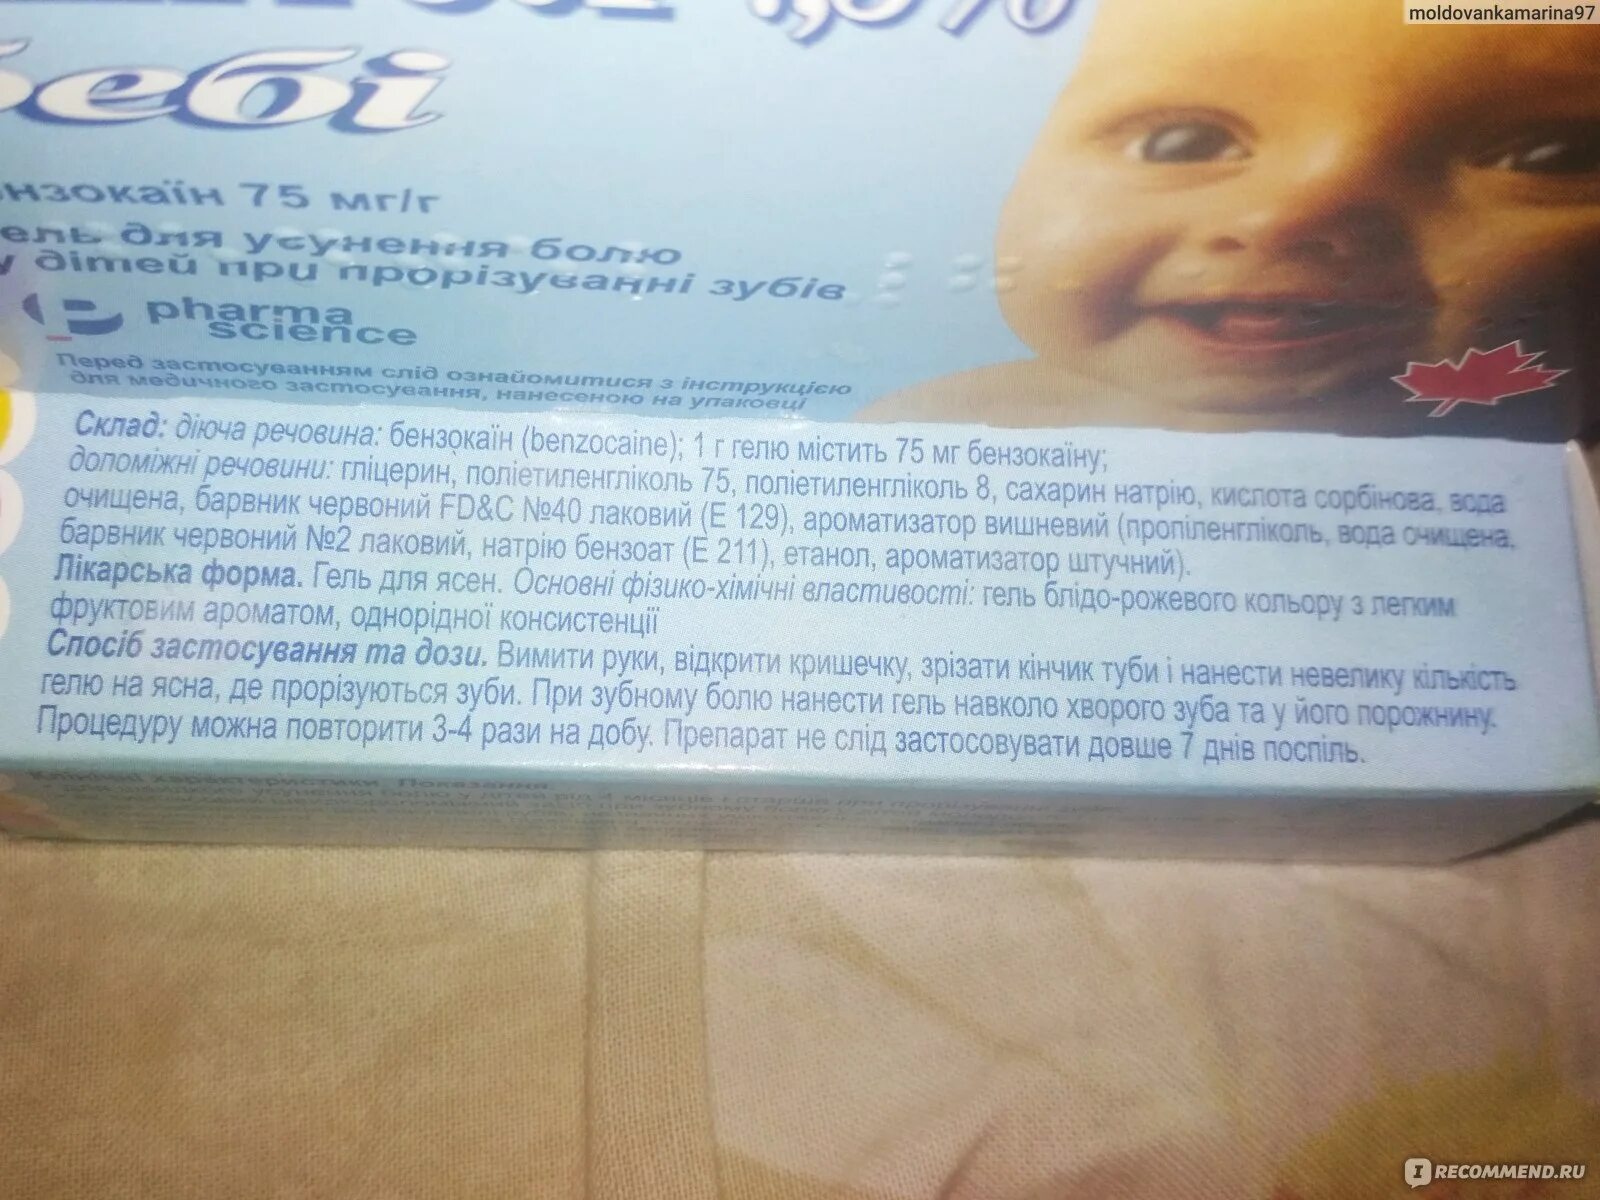 moldovankamarina97
7,5%
бебі
75 мг/г
для усунення болю
у дітей при прорізуванні зубів
pharma
science
Перед застосуванням слід ознайомитися з інструкцією
для медичного застосування, нанесеною на упаковці
Склад: діюча речовина: бензокаїн (benzocaine); 1 г гелю містить 75 мг бензокаїну;
допоміжні речовини: гліцерин, поліетиленгліколь 75, поліетиленгліколь 8, сахарин натрію, кислота сорбінова, вода
очищена, барвник червоний FD&C №40 лаковий (Е 129), ароматизатор вишневий (пропіленгліколь, вода очищена,
барвник червоний №2 лаковий, натрію бензоат (Е 211), етанол, ароматизатор штучний).
Лікарська форма. Гель для ясен. Основні фізико-хімічні властивості: гель блідо-рожевого кольору з легким
фруктовим ароматом, однорідної консистенції
Спосіб застосування та дози. Вимити руки, відкрити кришечку, зрізати кінчик туби і нанести невелику кількість
гелю на ясна, де прорізуються зуби. При зубному болю нанести гель навколо хворого зуба та у його порожнину.
Процедуру можна повторити 3-4 рази на добу. Препарат не слід застосовувати довше 7 днів поспіль.
Клінічні характеристики. Показання
IRECOMMEND.RU